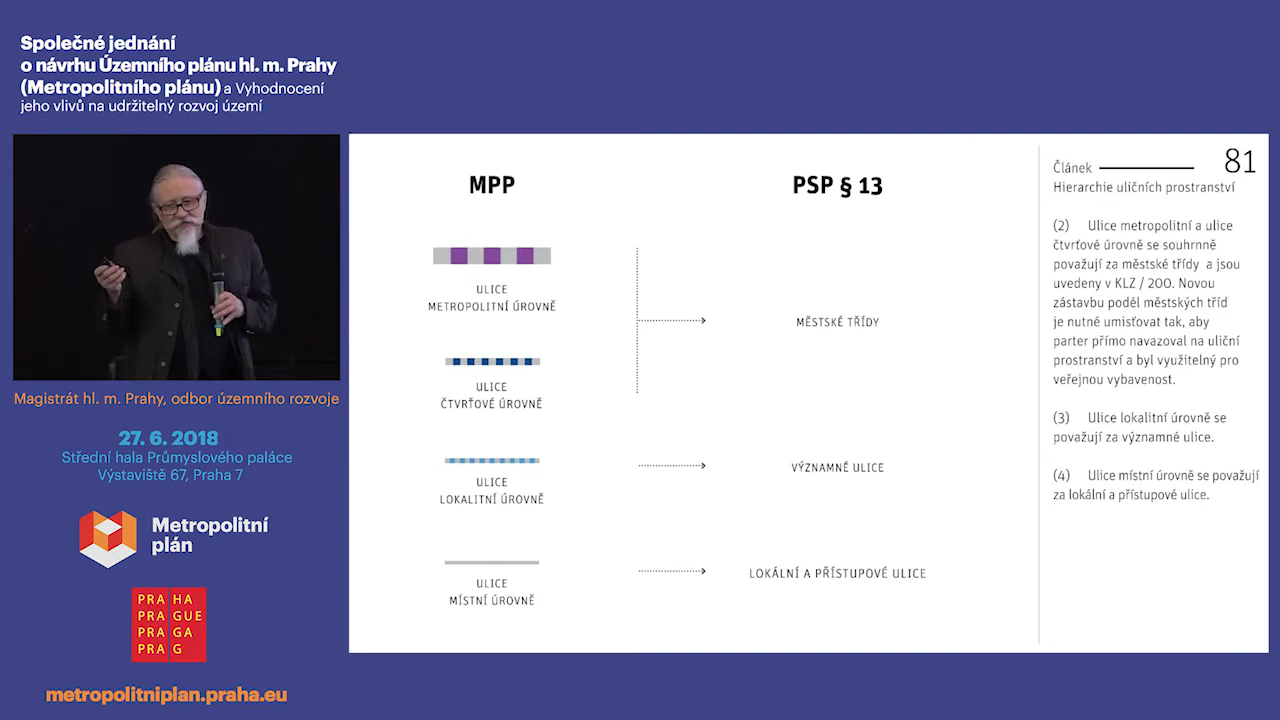 Společné jednání
o návrhu Územního plánu hl. m. Prahy
(Metropolitního plánu) a Vyhodnocení
jeho vlivů na udržitelný rozvoj území
Magistrát hl. m. Prahy, odbor územního rozvoje
27. 6. 2018
Střední hala Průmyslového paláce
Výstaviště 67, Praha 7
Metropolitní
plán
PRA HA
PRA GUE
PRA GA
PRA G
metropolitniplan.praha.eu
MPP
PSP § 13
ULICE
METROPOLITNÍ ÚROVNĚ
MĚSTSKÉ TŘÍDY
ULICE
ČTVRŤOVÉ ÚROVNĚ
ULICE
LOKALITNÍ ÚROVNĚ
VÝZNAMNÉ ULICE
ULICE
MÍSTNÍ ÚROVNĚ
LOKÁLNÍ A PŘÍSTUPOVÉ ULICE
Článek 81
Hierarchie uličních prostranství
(2) Ulice metropolitní a ulice
čtvrťové úrovně se souhrnně
považují za městské třídy a jsou
uvedeny v KLZ / 200. Novou
zástavbu podél městských tříd
je nutné umisťovat tak, aby
parter přímo navazoval na uliční
prostranství a byl využitelný pro
veřejnou vybavenost.
(3) Ulice lokalitní úrovně se
považují za významné ulice.
(4) Ulice místní úrovně se považují
za lokální a přístupové ulice.